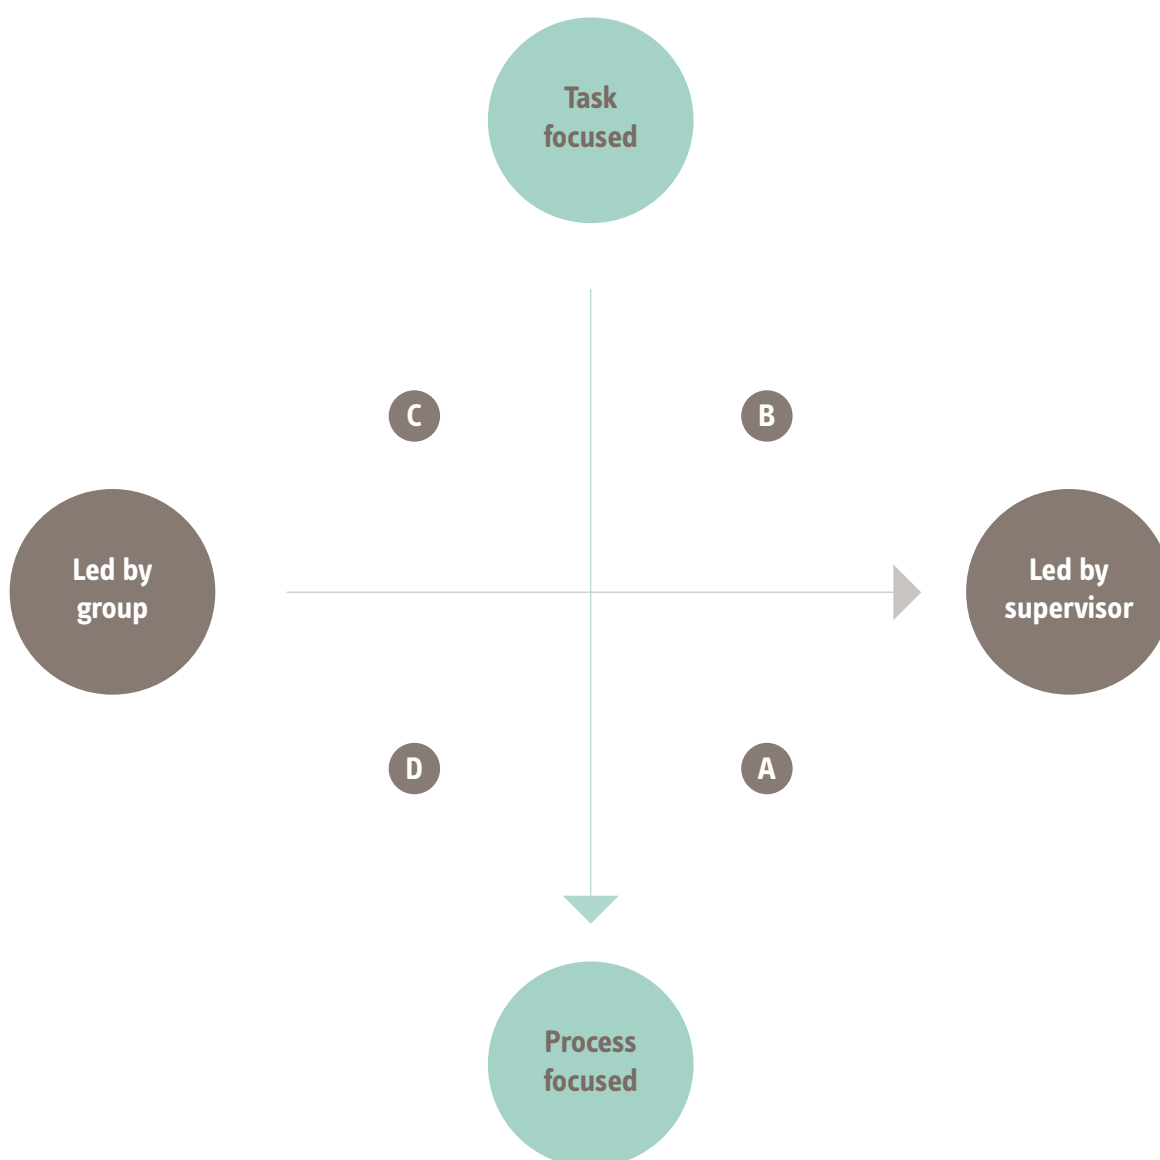 Task
focused
C
B
Led by
group
Led by
supervisor
D
A
Process
focused